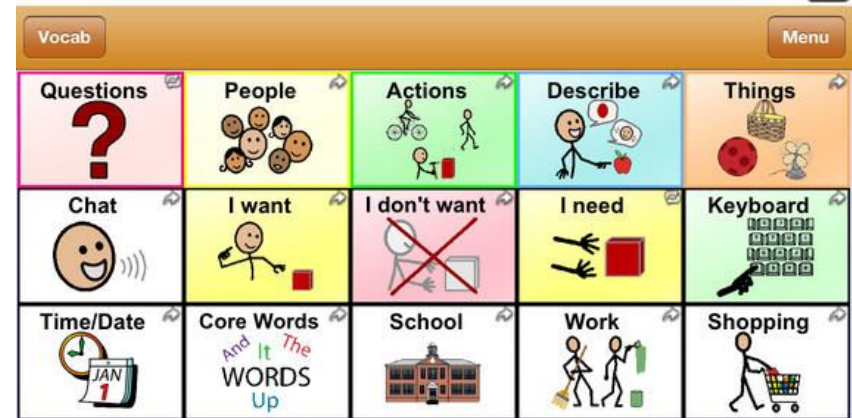 Vocab
Menu
Questions
People
Actions
Describe
Things
Chat
I want
I don't want
I need
Keyboard
Time/Date
Core Words
School
Work
Shopping
JAN
1
And
It
The
WORDS
Up